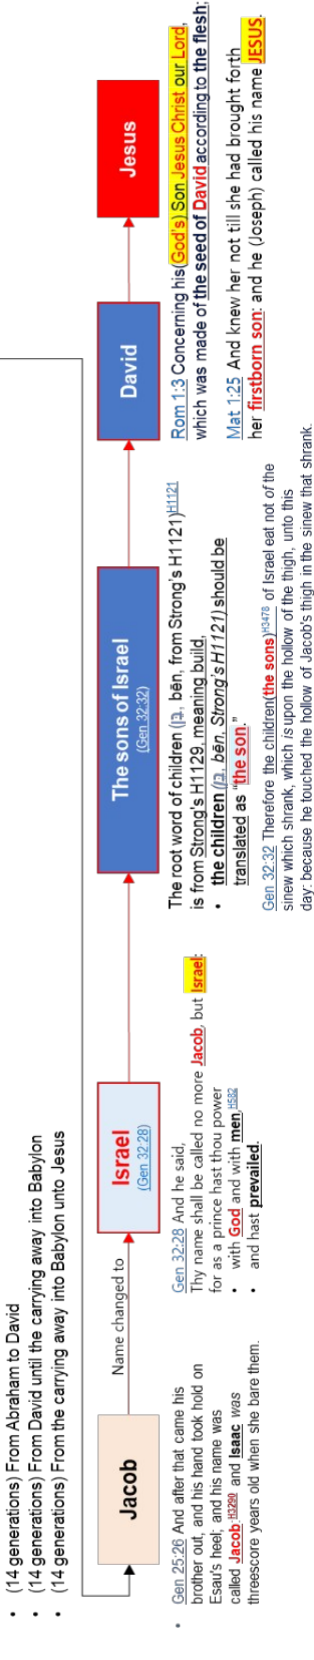 • (14 generations) From Abraham to David
• (14 generations) From David until the carrying away into Babylon
• (14 generations) From the carrying away into Babylon unto Jesus
Jacob
Name changed to
Israel
(Gen 32:28)
The sons of Israel
(Gen 32:32)
David
Jesus
• Gen 25:26 And after that came his
brother out, and his hand took hold on
Esau's heel; and his name was
called Jacob:H3290 and Isaac was
threescore years old when she bare them.
Gen 32:28 And he said,
Thy name shall be called no more Jacob, but Israel:
for as a prince hast thou power
• with God and with men,H582
• and hast prevailed.
The root word of children (בן, bên, from Strong's H1121)H1121
is from Strong's H1129, meaning build,
• the children (בן, bên, Strong's H1121) should be
translated as "the son."
Gen 32:32 Therefore the children(the sons)H3478 of Israel eat not of the
sinew which shrank, which is upon the hollow of the thigh, unto this
day: because he touched the hollow of Jacob's thigh in the sinew that shrank.
Rom 1:3 Concerning his(God's) Son Jesus Christ our Lord,
which was made of the seed of David according to the flesh;
Mat 1:25 And knew her not till she had brought forth
her firstborn son: and he (Joseph) called his name JESUS.